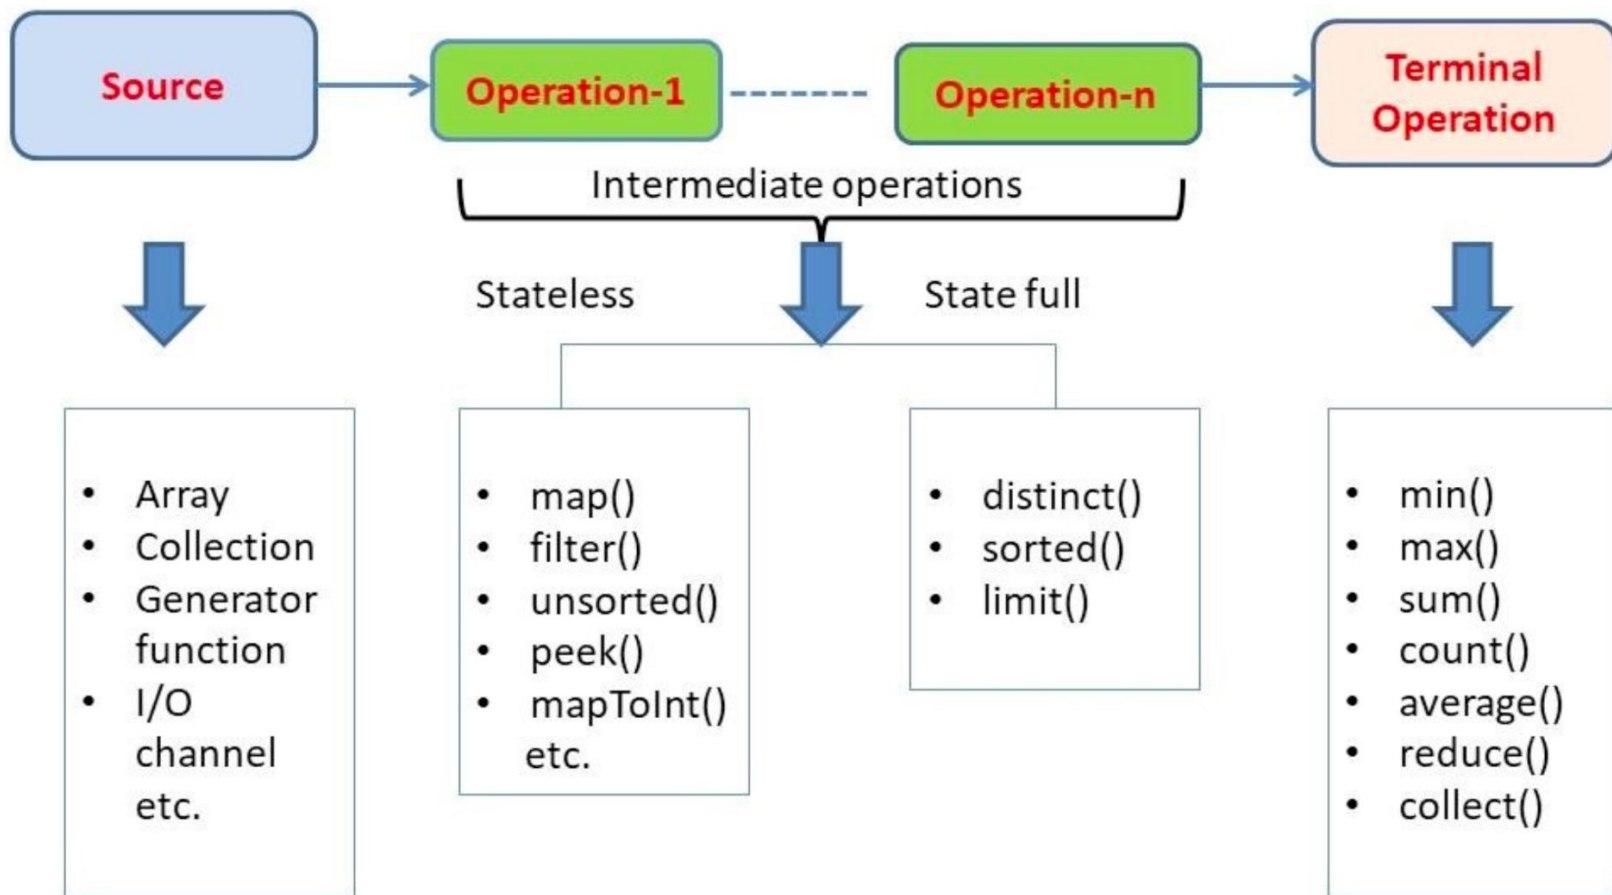 Source
Operation-1
Operation-n
Terminal
Operation
Intermediate operations
Stateless
State full
• Array
• Collection
• Generator
function
• I/O
channel
etc.
• map()
• filter()
• unsorted()
• peek()
• mapToInt()
etc.
• distinct()
• sorted()
• limit()
• min()
• max()
• sum()
• count()
• average()
• reduce()
• collect()